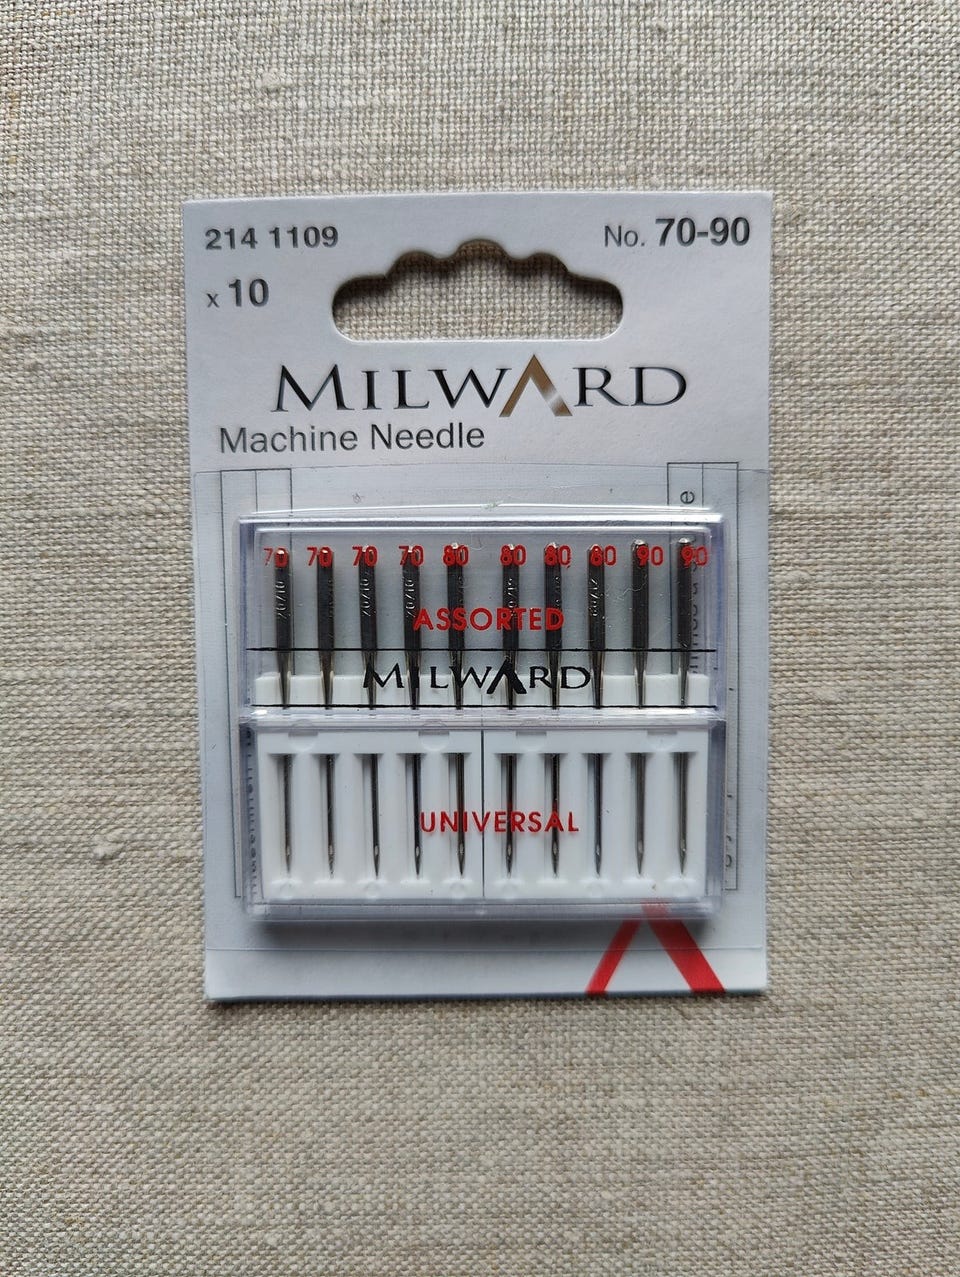 214 1109
No. 70-90
x 10
MILWARD
Machine Needle
70 70 70 70 80 80 80 80 90 90
ASSORTED
MILWARD
UNIVERSAL